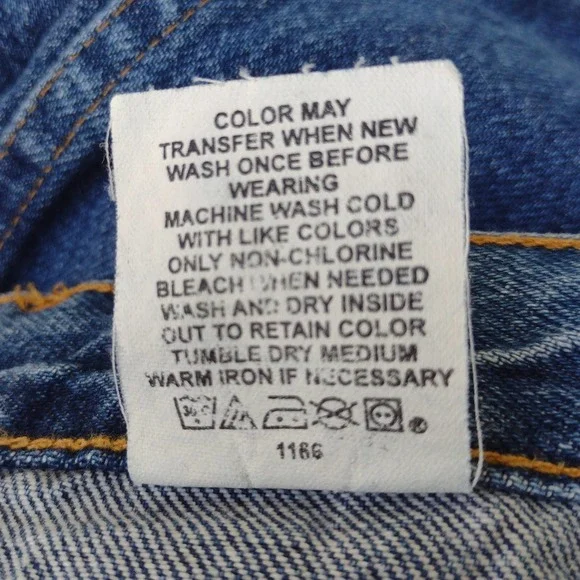 COLOR MAY
TRANSFER WHEN NEW
WASH ONCE BEFORE
WEARING
MACHINE WASH COLD
WITH LIKE COLORS
ONLY NON-CHLORINE
BLEACH WHEN NEEDED
WASH AND DRY INSIDE
OUT TO RETAIN COLOR
TUMBLE DRY MEDIUM
WARM IRON IF NECESSARY
®